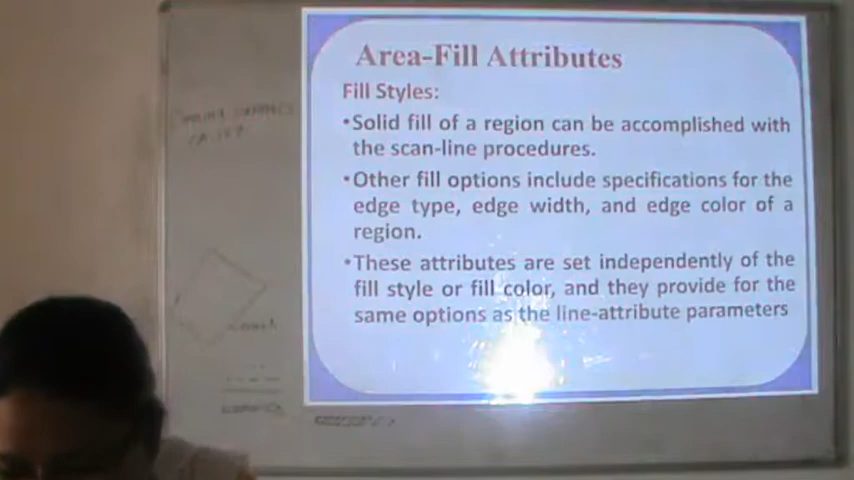 Area-Fill Attributes
Fill Styles:
•Solid fill of a region can be accomplished with
the scan-line procedures.
•Other fill options include specifications for the
edge type, edge width, and edge color of a
region.
•These attributes are set independently of the
fill style or fill color, and they provide for the
same options as the line-attribute parameters